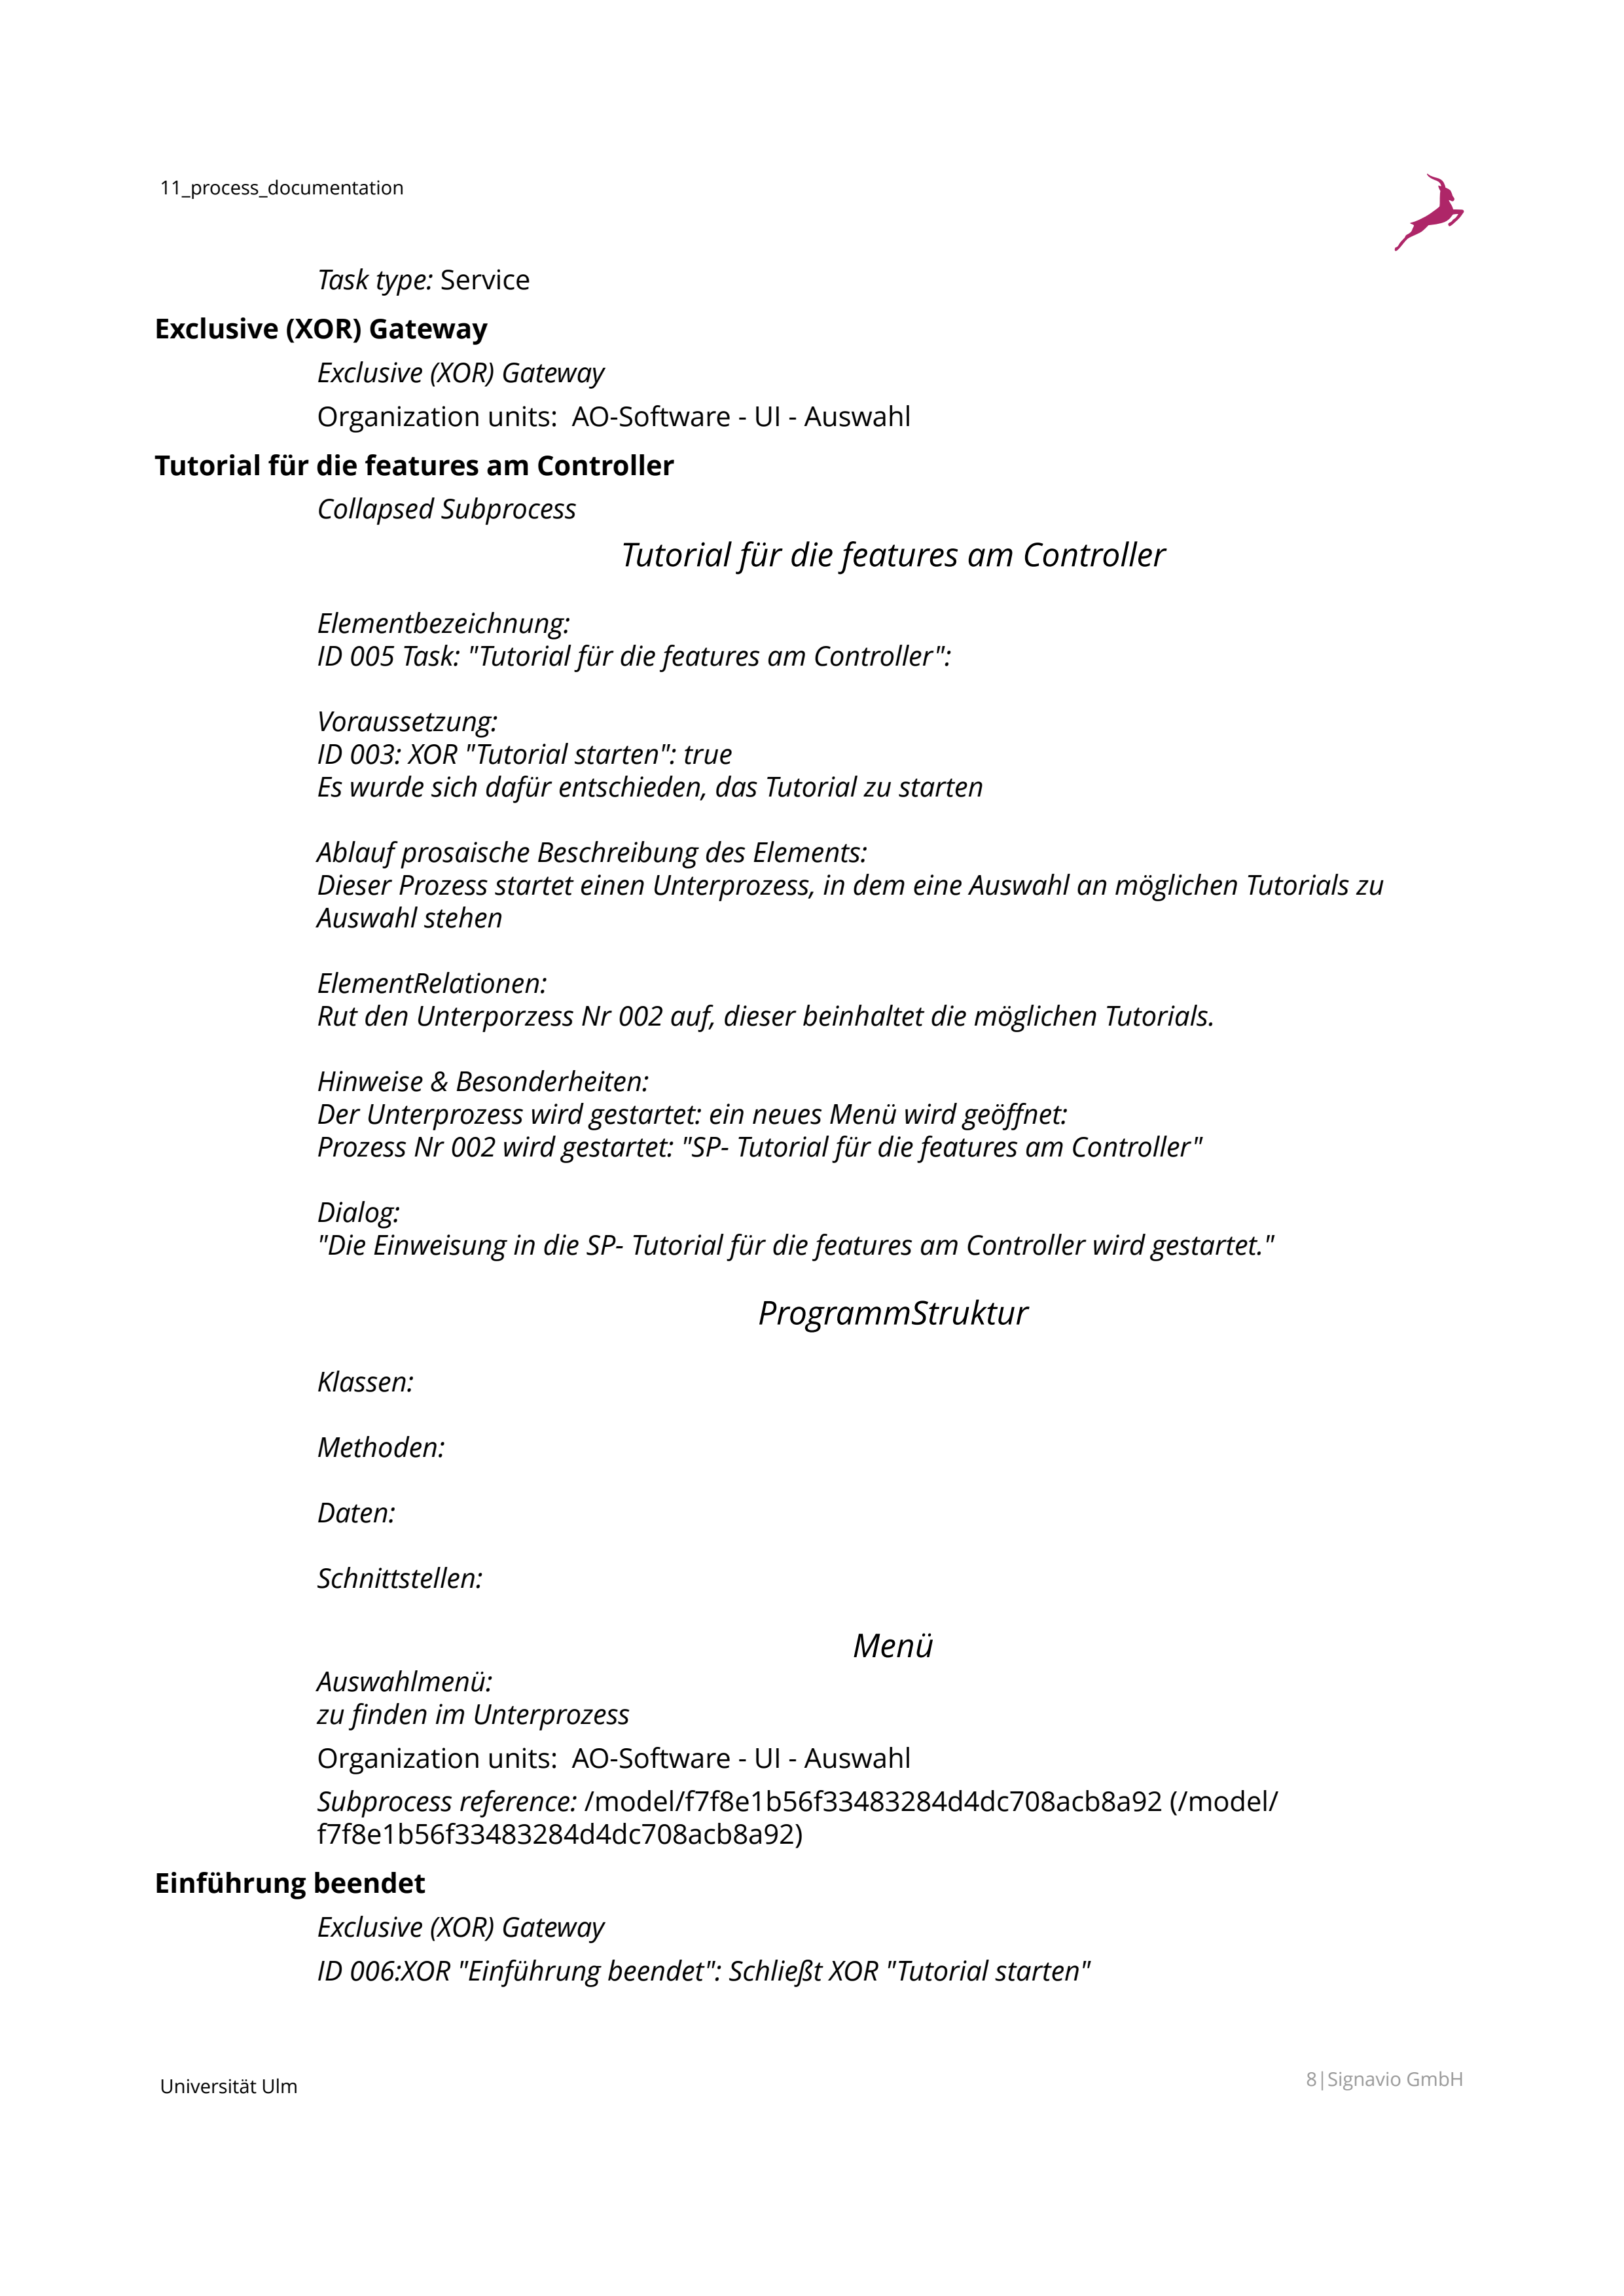 11_process_documentation
Task type: Service
Exclusive (XOR) Gateway
Exclusive (XOR) Gateway
Organization units:  AO-Software - UI - Auswahl
Tutorial für die features am Controller
Collapsed Subprocess
Tutorial für die features am Controller
Elementbezeichnung:
ID 005 Task: "Tutorial für die features am Controller":
Voraussetzung:
ID 003: XOR "Tutorial starten": true
Es wurde sich dafür entschieden, das Tutorial zu starten
Ablauf prosaische Beschreibung des Elements:
Dieser Prozess startet einen Unterprozess, in dem eine Auswahl an möglichen Tutorials zu
Auswahl stehen
ElementRelationen:
Rut den Unterporzess Nr 002 auf, dieser beinhaltet die möglichen Tutorials.
Hinweise & Besonderheiten:
Der Unterprozess wird gestartet: ein neues Menü wird geöffnet:
Prozess Nr 002 wird gestartet: "SP- Tutorial für die features am Controller"
Dialog:
"Die Einweisung in die SP- Tutorial für die features am Controller wird gestartet."
ProgrammStruktur
Klassen:
Methoden:
Daten:
Schnittstellen:
Menü
Auswahlmenü:
zu finden im Unterprozess
Organization units:  AO-Software - UI - Auswahl
Subprocess reference: /model/f7f8e1b56f33483284d4dc708acb8a92 (/model/
f7f8e1b56f33483284d4dc708acb8a92)
Einführung beendet
Exclusive (XOR) Gateway
ID 006:XOR "Einführung beendet": Schließt XOR "Tutorial starten"
Universität Ulm
8|Signavio GmbH